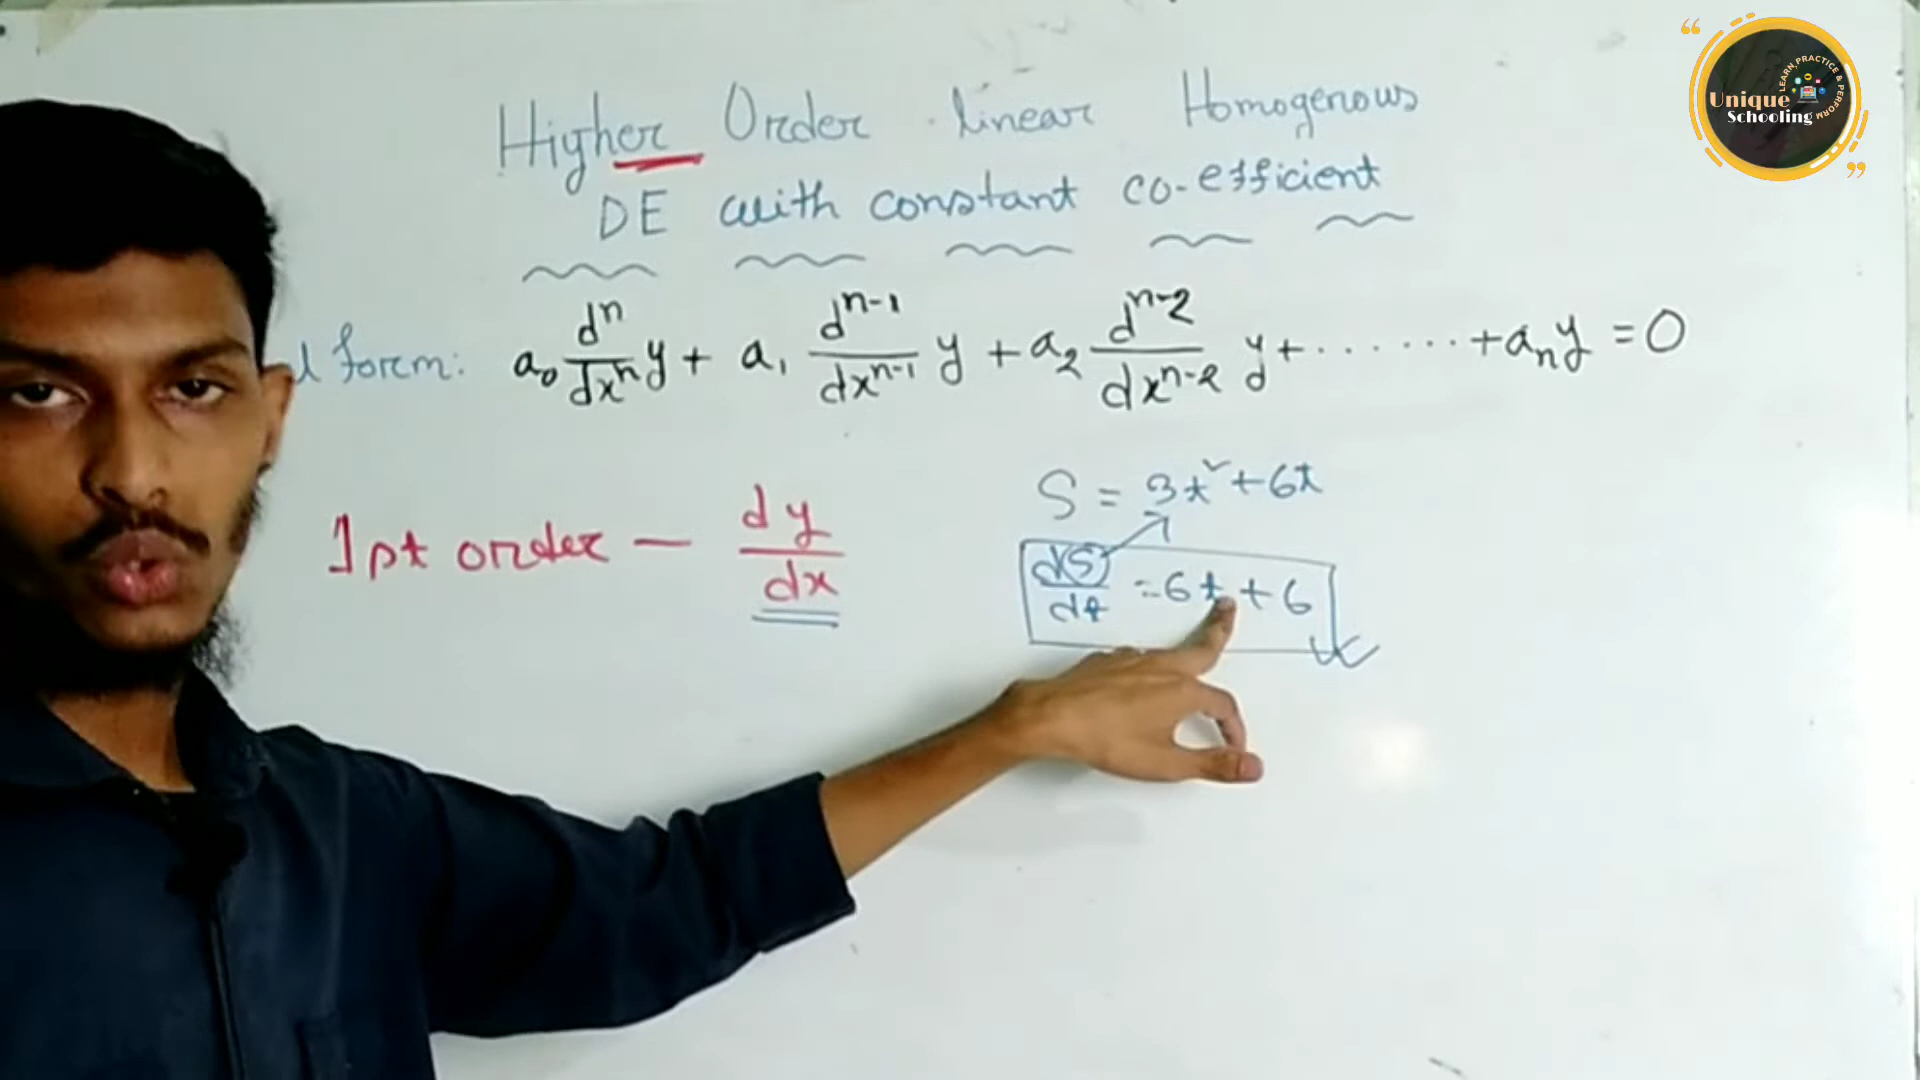 Higher Order linear Homogenous
DE with constant co-efficient
form: a₀ dⁿ/dxⁿ y + a₁ dⁿ⁻¹/dxⁿ⁻¹ y + a₂ dⁿ⁻²/dxⁿ⁻² y + ....... + aₙy = 0
S = 3t² + 6t
1st order — dy/dx
d(S)/dt = 6t + 6
“ LEARN, PRACTICE & PERFORM
Unique
Schooling ”